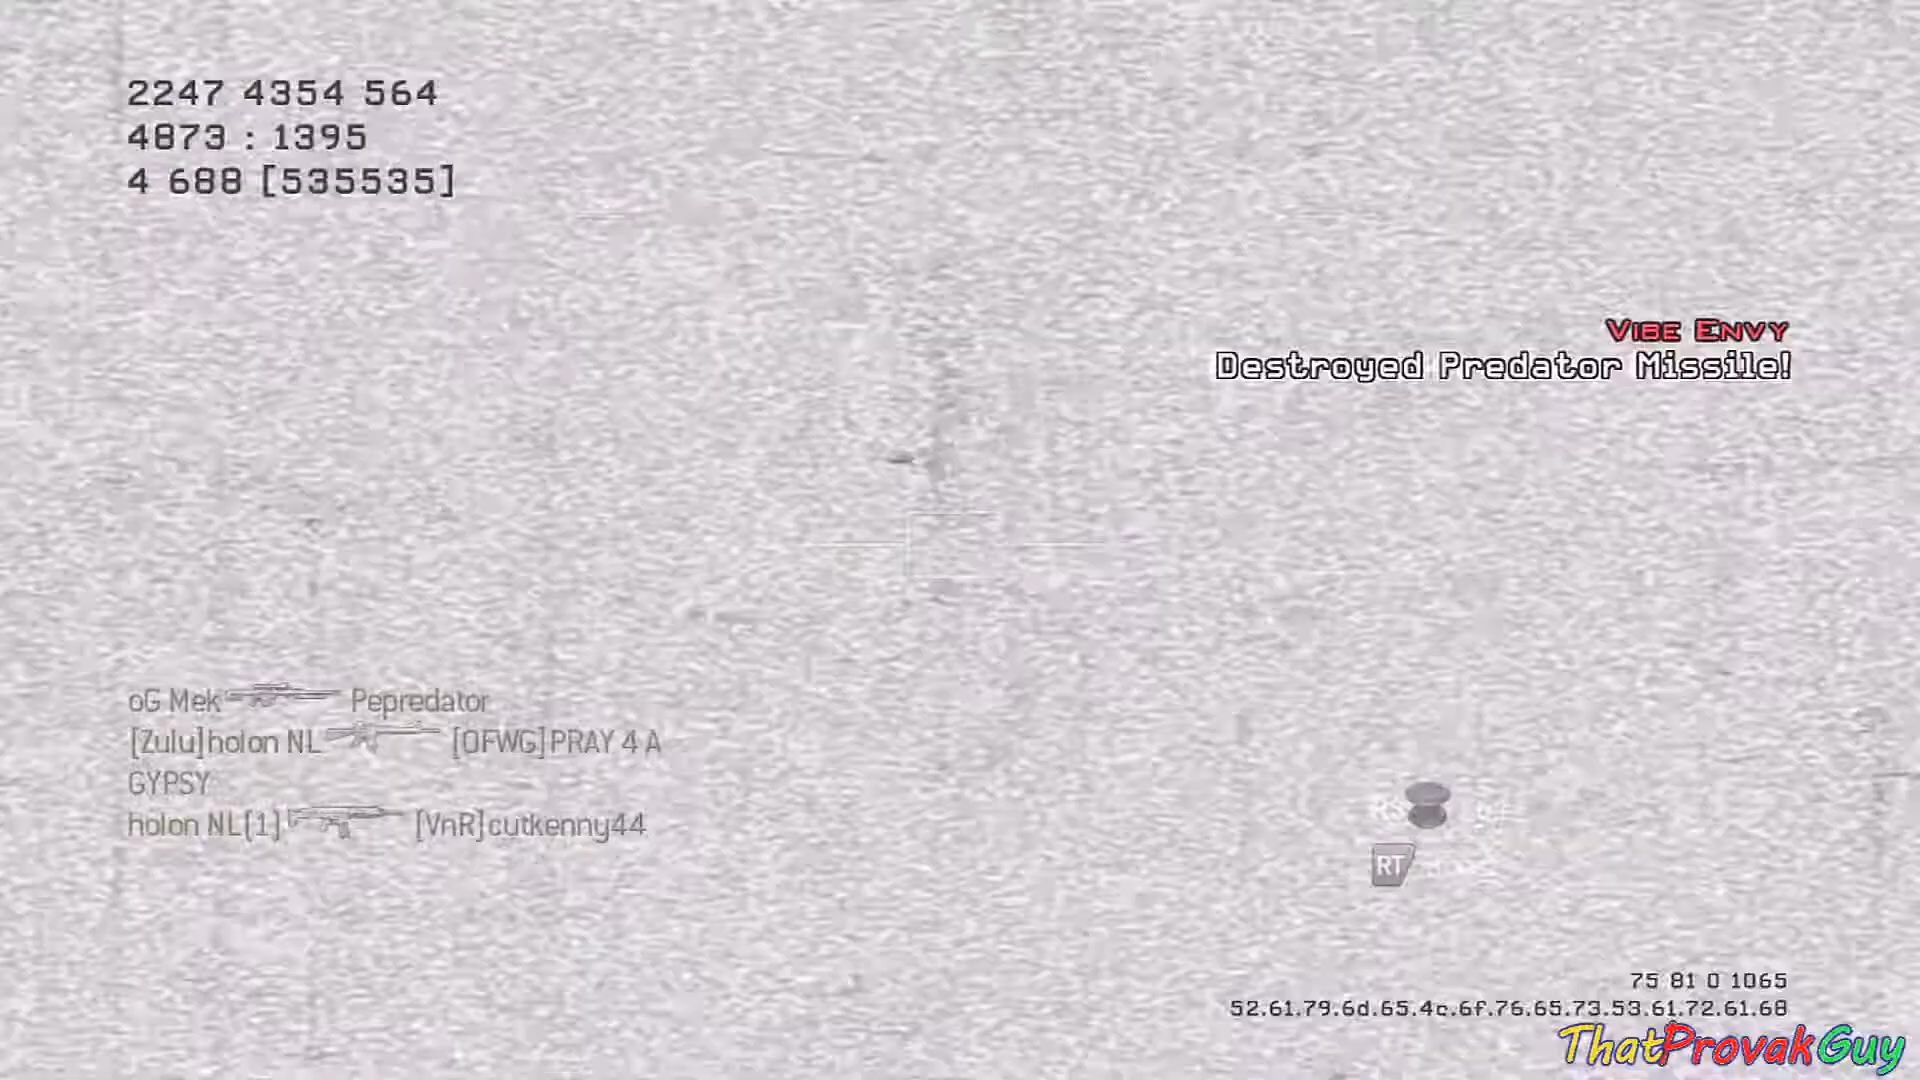 2247 4354 564
4873 : 1395
4 688 [535535]
Vibe Envy
Destroyed Predator Missile!
oG Mek Pepredator
[Zulu]holon NL [OFWG]PRAY 4 A
GYPSY
holon NL[1] [VnR]cutkenny44
RS
RT
75 81 0 1065
52.61.79.6d.65.4c.6f.76.65.73.53.61.72.61.68
ThatProvakGuy